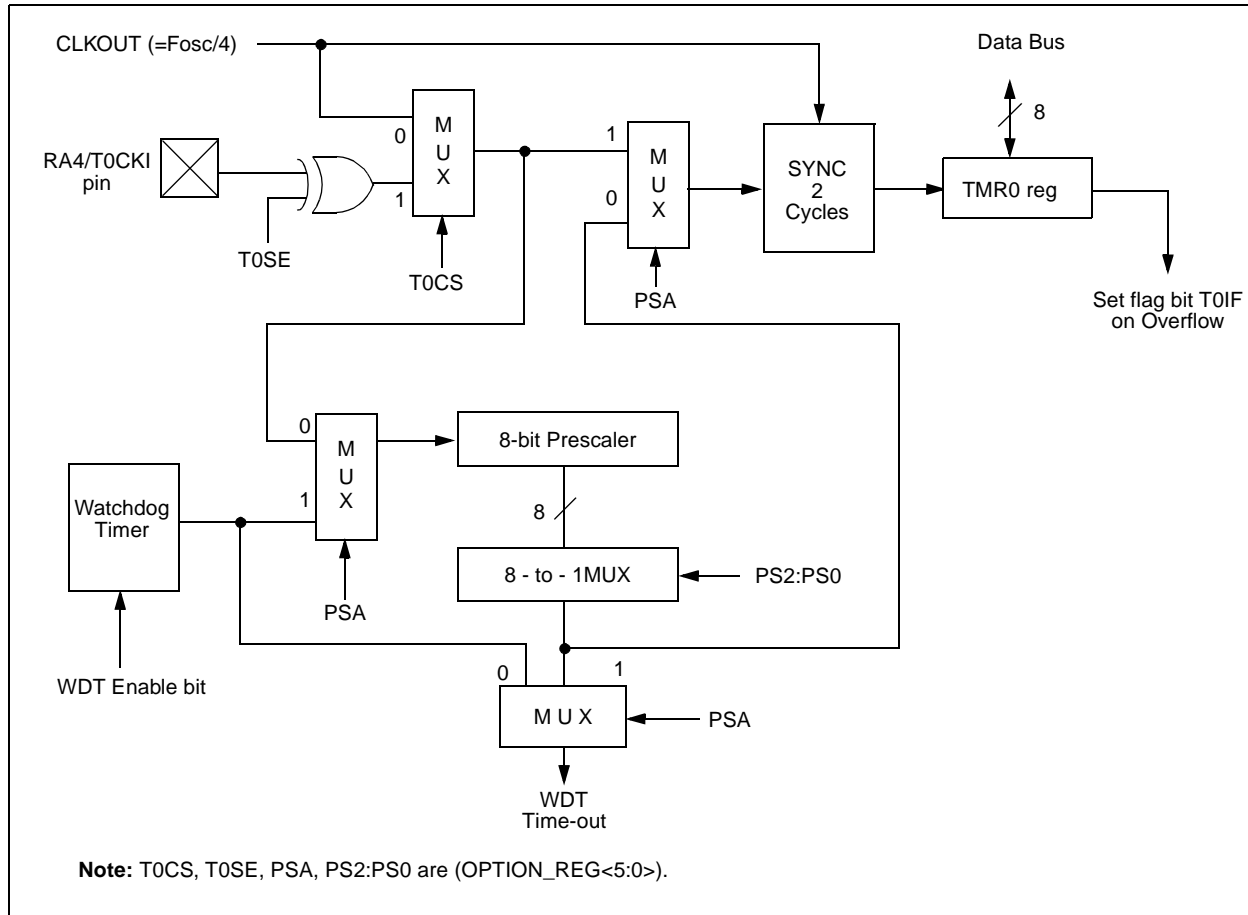 CLKOUT (=Fosc/4)
Data Bus
8
M
U
X
0
1
RA4/T0CKI
pin
T0SE
T0CS
1
0
M
U
X
PSA
SYNC
2
Cycles
TMR0 reg
Set flag bit T0IF
on Overflow
0
1
M
U
X
PSA
8-bit Prescaler
8
Watchdog
Timer
WDT Enable bit
8 - to - 1MUX
PS2:PS0
0
1
M U X
PSA
WDT
Time-out
Note: T0CS, T0SE, PSA, PS2:PS0 are (OPTION_REG<5:0>).